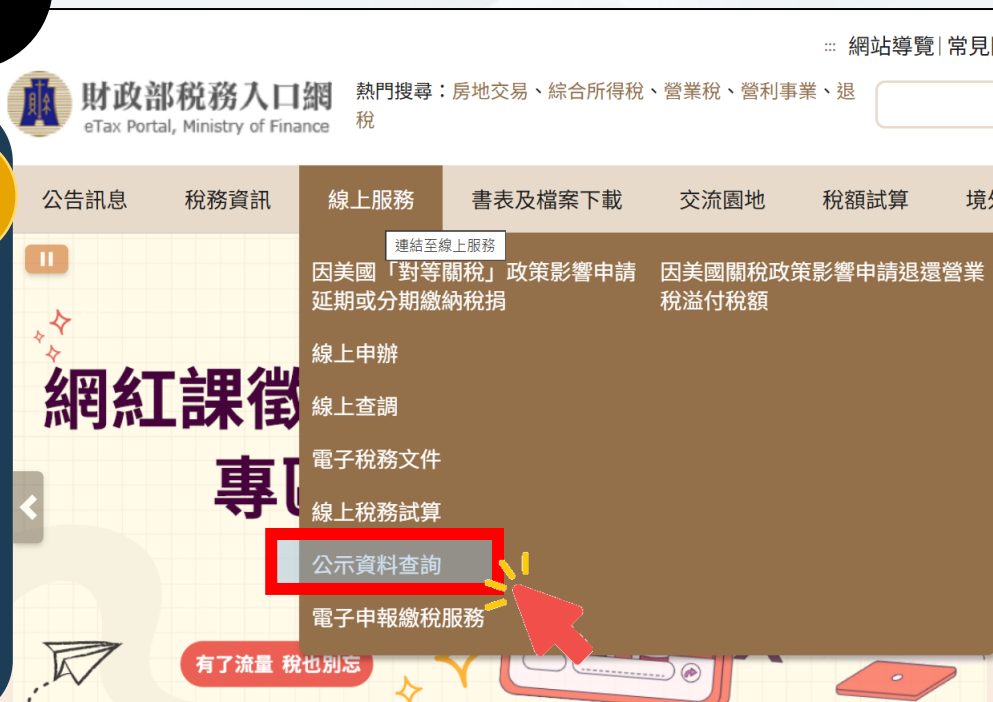 ::: 網站導覽 | 常見
財政部稅務入口網
eTax Portal, Ministry of Finance
熱門搜尋：房地交易、綜合所得稅、營業稅、營利事業、退
稅
公告訊息 稅務資訊 線上服務 書表及檔案下載 交流園地 稅額試算 境
連結至線上服務
因美國「對等關稅」政策影響申請
延期或分期繳納稅捐
因美國關稅政策影響申請退還營業
稅溢付稅額
線上申辦
線上查調
電子稅務文件
線上稅務試算
公示資料查詢
電子申報繳稅服務
網紅課徵
專
有了流量 稅也別忘